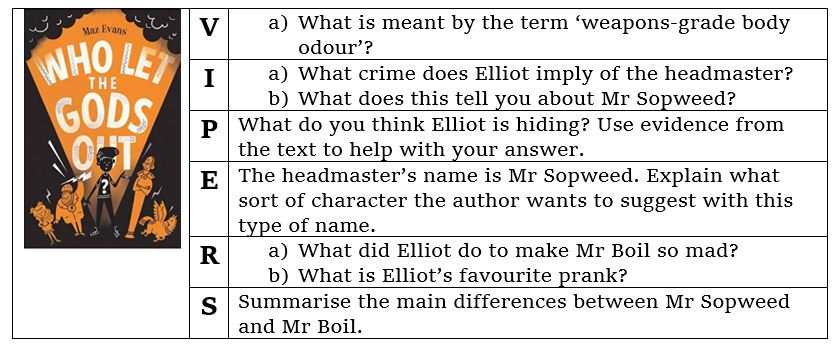 Maz Evans
WHO LET
THE
GODS
OUT
?
V
a) What is meant by the term ‘weapons-grade body
odour’?
I
a) What crime does Elliot imply of the headmaster?
b) What does this tell you about Mr Sopweed?
P
What do you think Elliot is hiding? Use evidence from
the text to help with your answer.
E
The headmaster’s name is Mr Sopweed. Explain what
sort of character the author wants to suggest with this
type of name.
R
a) What did Elliot do to make Mr Boil so mad?
b) What is Elliot’s favourite prank?
S
Summarise the main differences between Mr Sopweed
and Mr Boil.